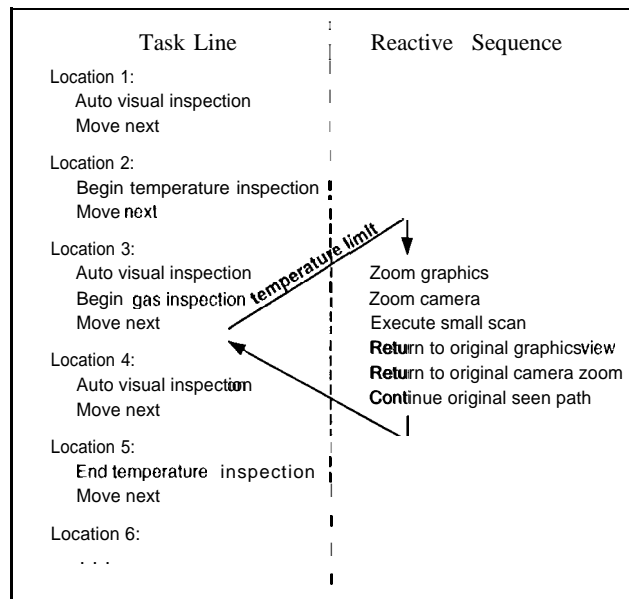 Task Line
Reactive Sequence
Location 1:
Auto visual inspection
Move next
Location 2:
Begin temperature inspection
Move next
Location 3:
Auto visual inspection
Begin gas inspection
Move next
Location 4:
Auto visual inspection
Move next
Location 5:
End temperature inspection
Move next
Location 6:
. . .
temperature limit
Zoom graphics
Zoom camera
Execute small scan
Return to original graphics view
Return to original camera zoom
Continue original seen path